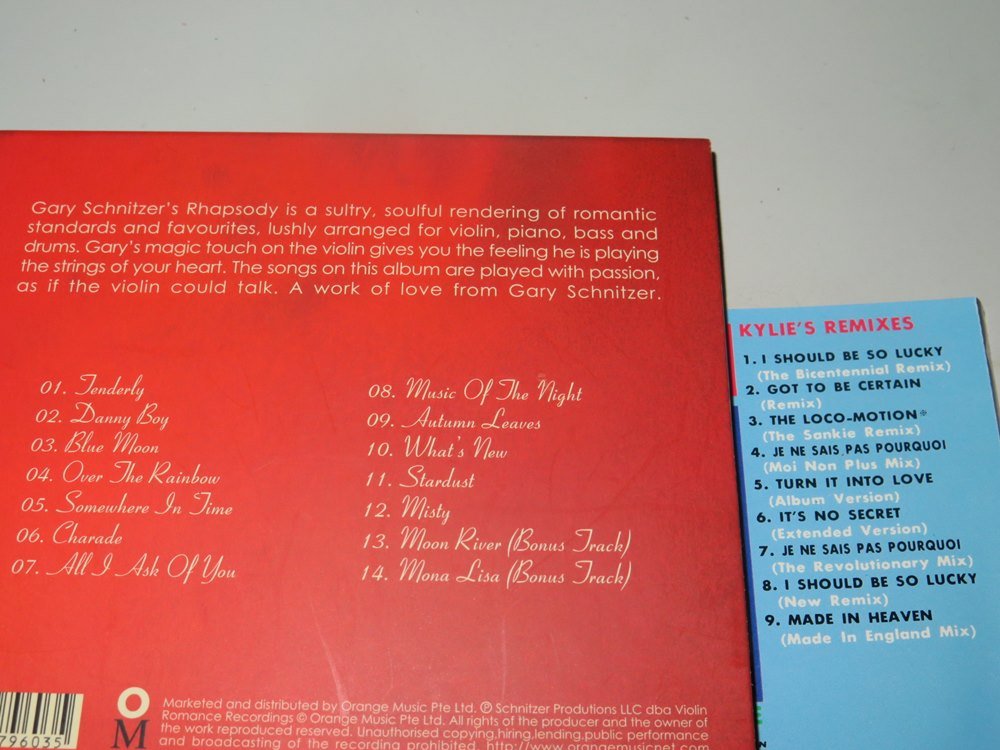 Gary Schnitzer's Rhapsody is a sultry, soulful rendering of romantic
standards and favourites, lushly arranged for violin, piano, bass and
drums. Gary's magic touch on the violin gives you the feeling he is playing
the strings of your heart. The songs on this album are played with passion,
as if the violin could talk. A work of love from Gary Schnitzer.
01. Tenderly
02. Danny Boy
03. Blue Moon
04. Over The Rainbow
05. Somewhere In Time
06. Charade
07. All I Ask Of You
08. Music Of The Night
09. Autumn Leaves
10. What's New
11. Stardust
12. Misty
13. Moon River (Bonus Track)
14. Mona Lisa (Bonus Track)
796035
OM
Marketed and distributed by Orange Music Pte Ltd. ℗ Schnitzer Produtions LLC dba Violin
Romance Recordings © Orange Music Pte Ltd. All rights of the producer and the owner of
the work reproduced reserved. Unauthorised copying,hiring,lending,public performance
and broadcasting of the recording prohibited. http://www.orangemusicnet.com
KYLIE'S REMIXES
1. I SHOULD BE SO LUCKY
(The Bicentennial Remix)
2. GOT TO BE CERTAIN
(Remix)
3. THE LOCO-MOTION*
(The Sankie Remix)
4. JE NE SAIS PAS POURQUOI
(Moi Non Plus Mix)
5. TURN IT INTO LOVE
(Album Version)
6. IT'S NO SECRET
(Extended Version)
7. JE NE SAIS PAS POURQUOI
(The Revolutionary Mix)
8. I SHOULD BE SO LUCKY
(New Remix)
9. MADE IN HEAVEN
(Made In England Mix)